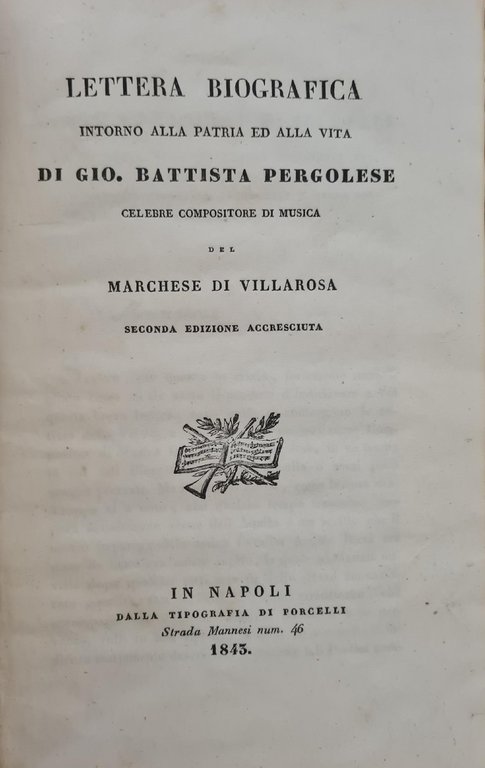 LETTERA BIOGRAFICA
INTORNO ALLA PATRIA ED ALLA VITA
DI GIO. BATTISTA PERGOLESE
CELEBRE COMPOSITORE DI MUSICA
DEL
MARCHESE DI VILLAROSA
SECONDA EDIZIONE ACCRESCIUTA
IN NAPOLI
DALLA TIPOGRAFIA DI PORCELLI
Strada Mannesi num. 46
1843.